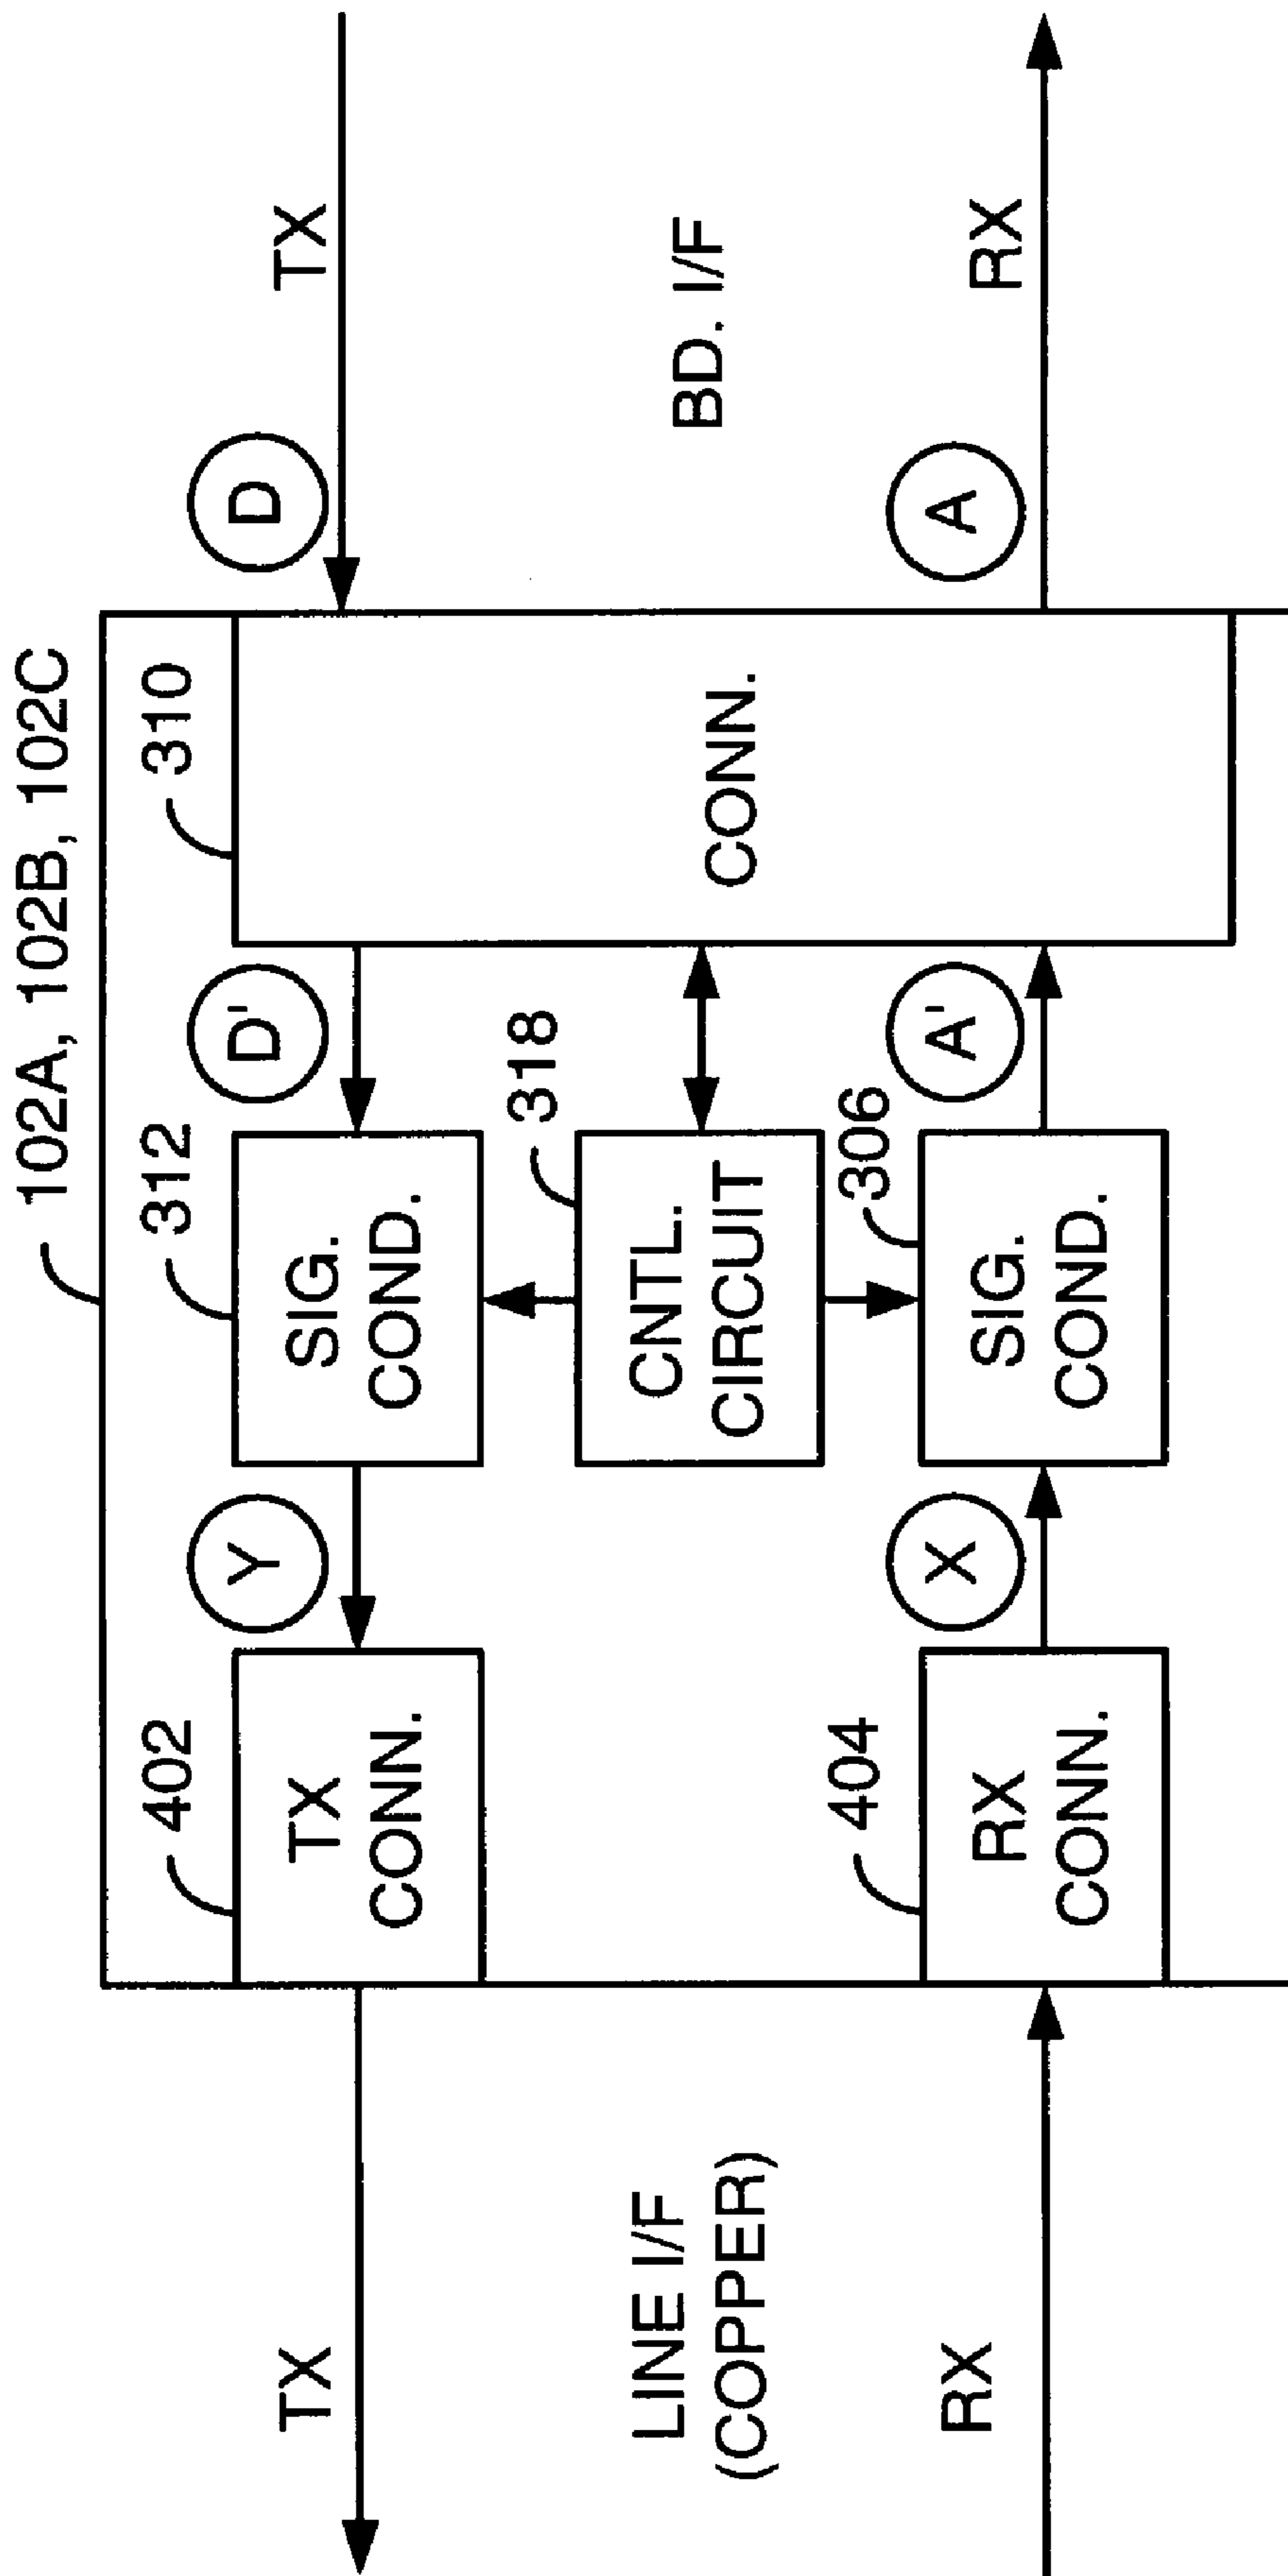 102A, 102B, 102C
402
312
310
TX
TX
CONN.
Y
SIG.
COND.
D'
D
TX
318
LINE I/F
(COPPER)
CNTL.
CIRCUIT
CONN.
BD. I/F
404
306
RX
RX
CONN.
X
SIG.
COND.
A'
A
RX